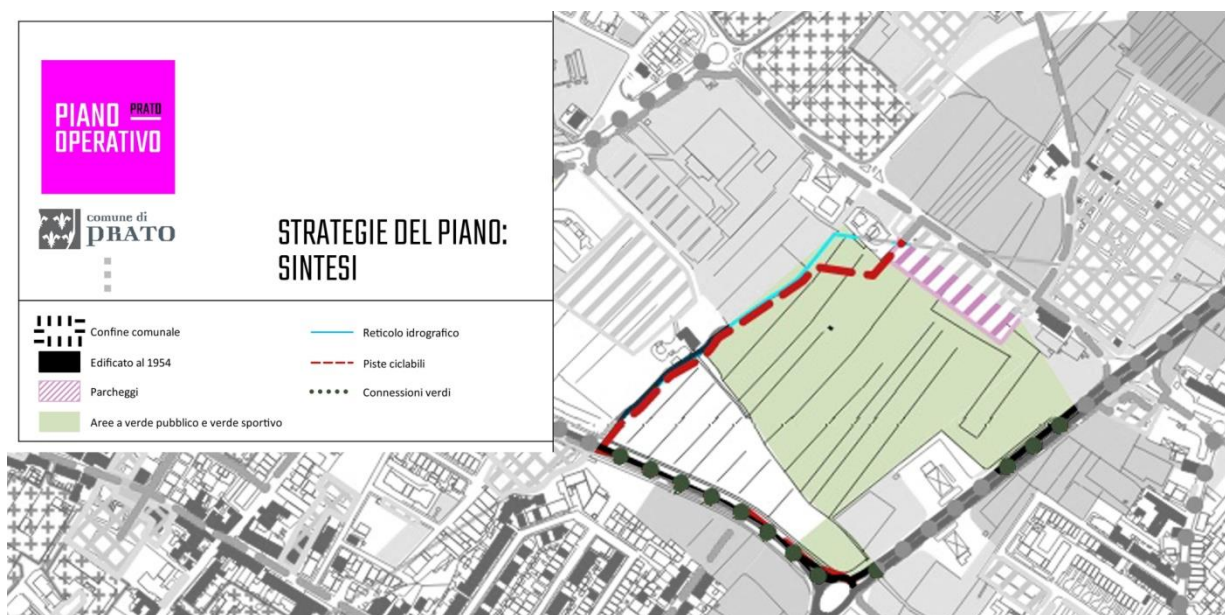 PIANO PRATO
OPERATIVO
comune di
PRATO
STRATEGIE DEL PIANO:
SINTESI
Confine comunale
Edificato al 1954
Parcheggi
Aree a verde pubblico e verde sportivo
Reticolo idrografico
Piste ciclabili
Connessioni verdi